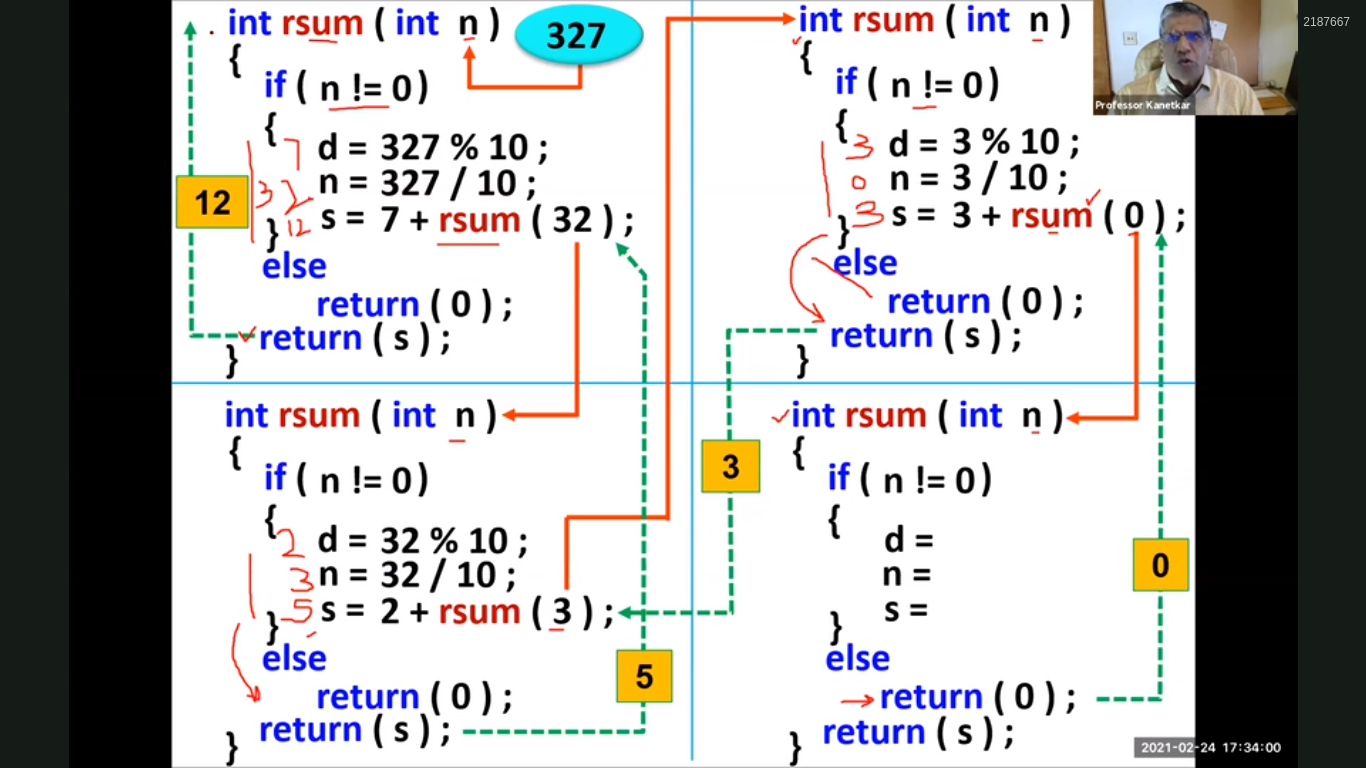 int rsum ( int n )
327
{
if ( n != 0 )
{
7 d = 327 % 10 ;
32 n = 327 / 10 ;
12 s = 7 + rsum ( 32 ) ;
}
12
else
return ( 0 ) ;
return ( s ) ;
}
int rsum ( int n )
{
if ( n != 0 )
{
2 d = 32 % 10 ;
3 n = 32 / 10 ;
5 s = 2 + rsum ( 3 ) ;
}
else
return ( 0 ) ;
return ( s ) ;
}
5
int rsum ( int n )
{
if ( n != 0 )
{
3 d = 3 % 10 ;
0 n = 3 / 10 ;
3 s = 3 + rsum ( 0 ) ;
}
else
return ( 0 ) ;
return ( s ) ;
}
3
int rsum ( int n )
{
if ( n != 0 )
{
d =
n =
s =
}
else
return ( 0 ) ;
return ( s ) ;
}
0
Professor Kanetkar
2187667
2021-02-24 17:34:00